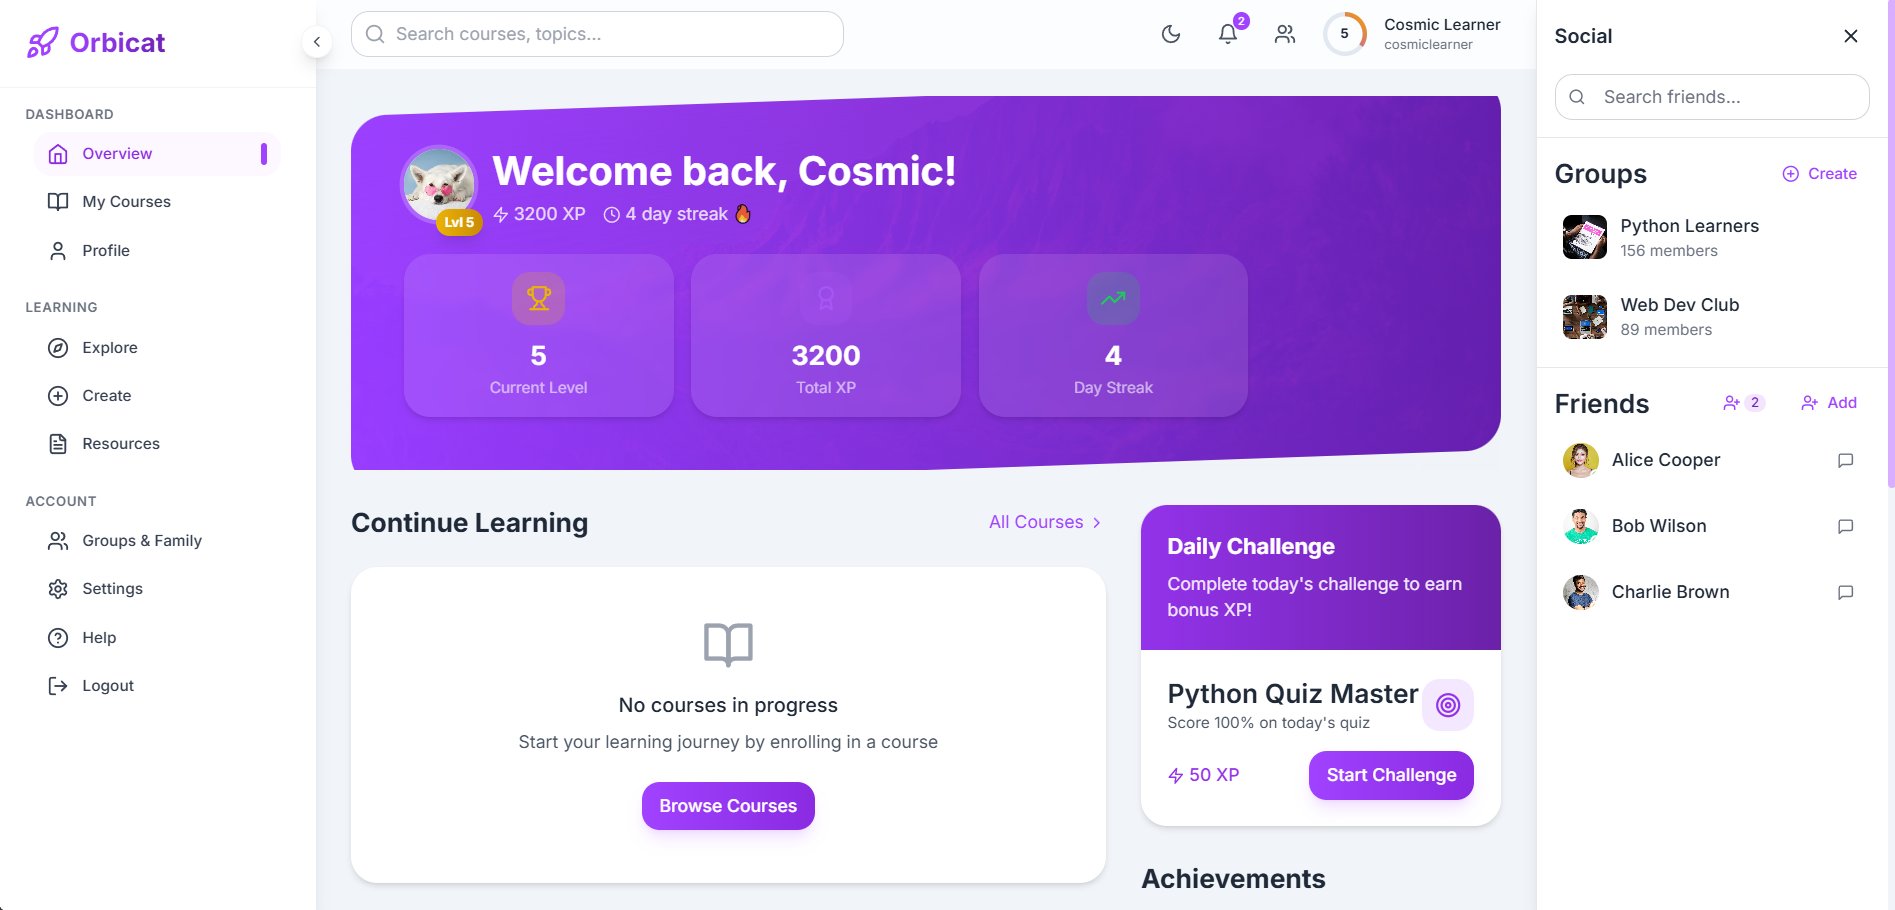 Orbicat
DASHBOARD
Overview
My Courses
Profile
LEARNING
Explore
Create
Resources
ACCOUNT
Groups & Family
Settings
Help
Logout
Search courses, topics...
2
5
Cosmic Learner
cosmiclearner
Welcome back, Cosmic!
Lvl 5
3200 XP
4 day streak
5
Current Level
3200
Total XP
4
Day Streak
Continue Learning
All Courses
No courses in progress
Start your learning journey by enrolling in a course
Browse Courses
Daily Challenge
Complete today's challenge to earn
bonus XP!
Python Quiz Master
Score 100% on today's quiz
50 XP
Start Challenge
Achievements
Social
Search friends...
Groups
Create
Python Learners
156 members
Web Dev Club
89 members
Friends
2
Add
Alice Cooper
Bob Wilson
Charlie Brown